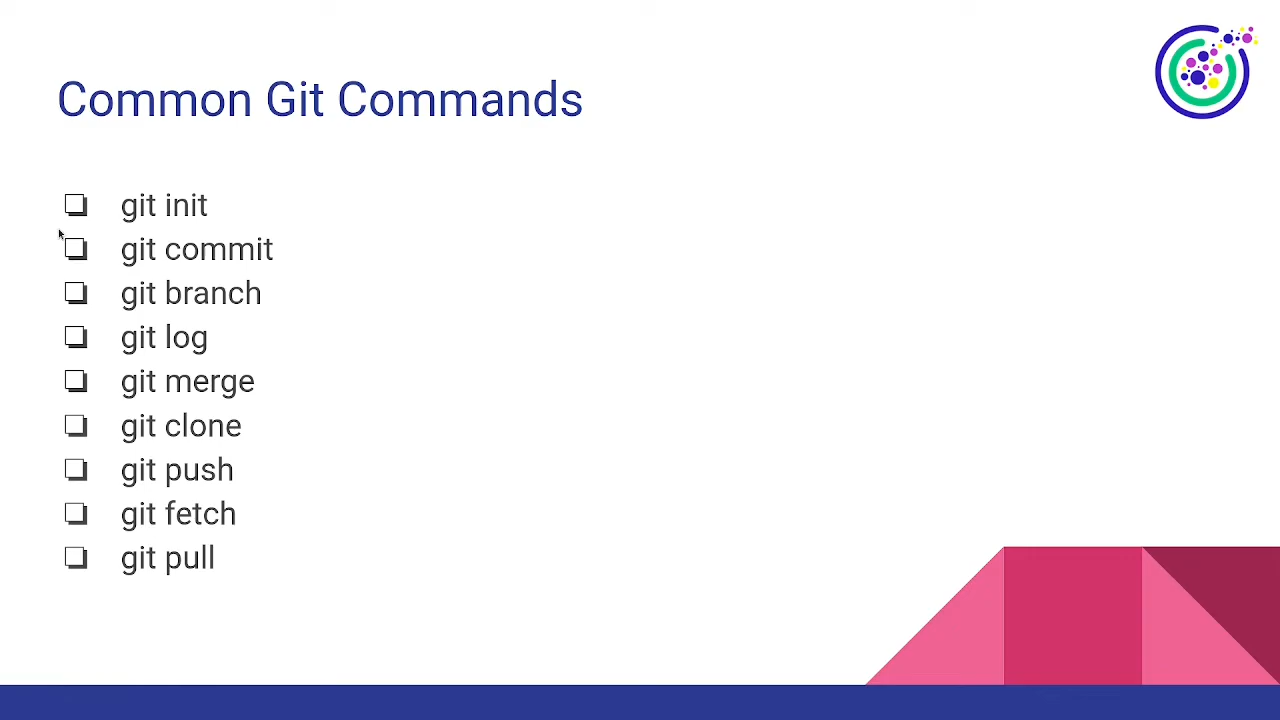 Common Git Commands
❏ git init
❏ git commit
❏ git branch
❏ git log
❏ git merge
❏ git clone
❏ git push
❏ git fetch
❏ git pull